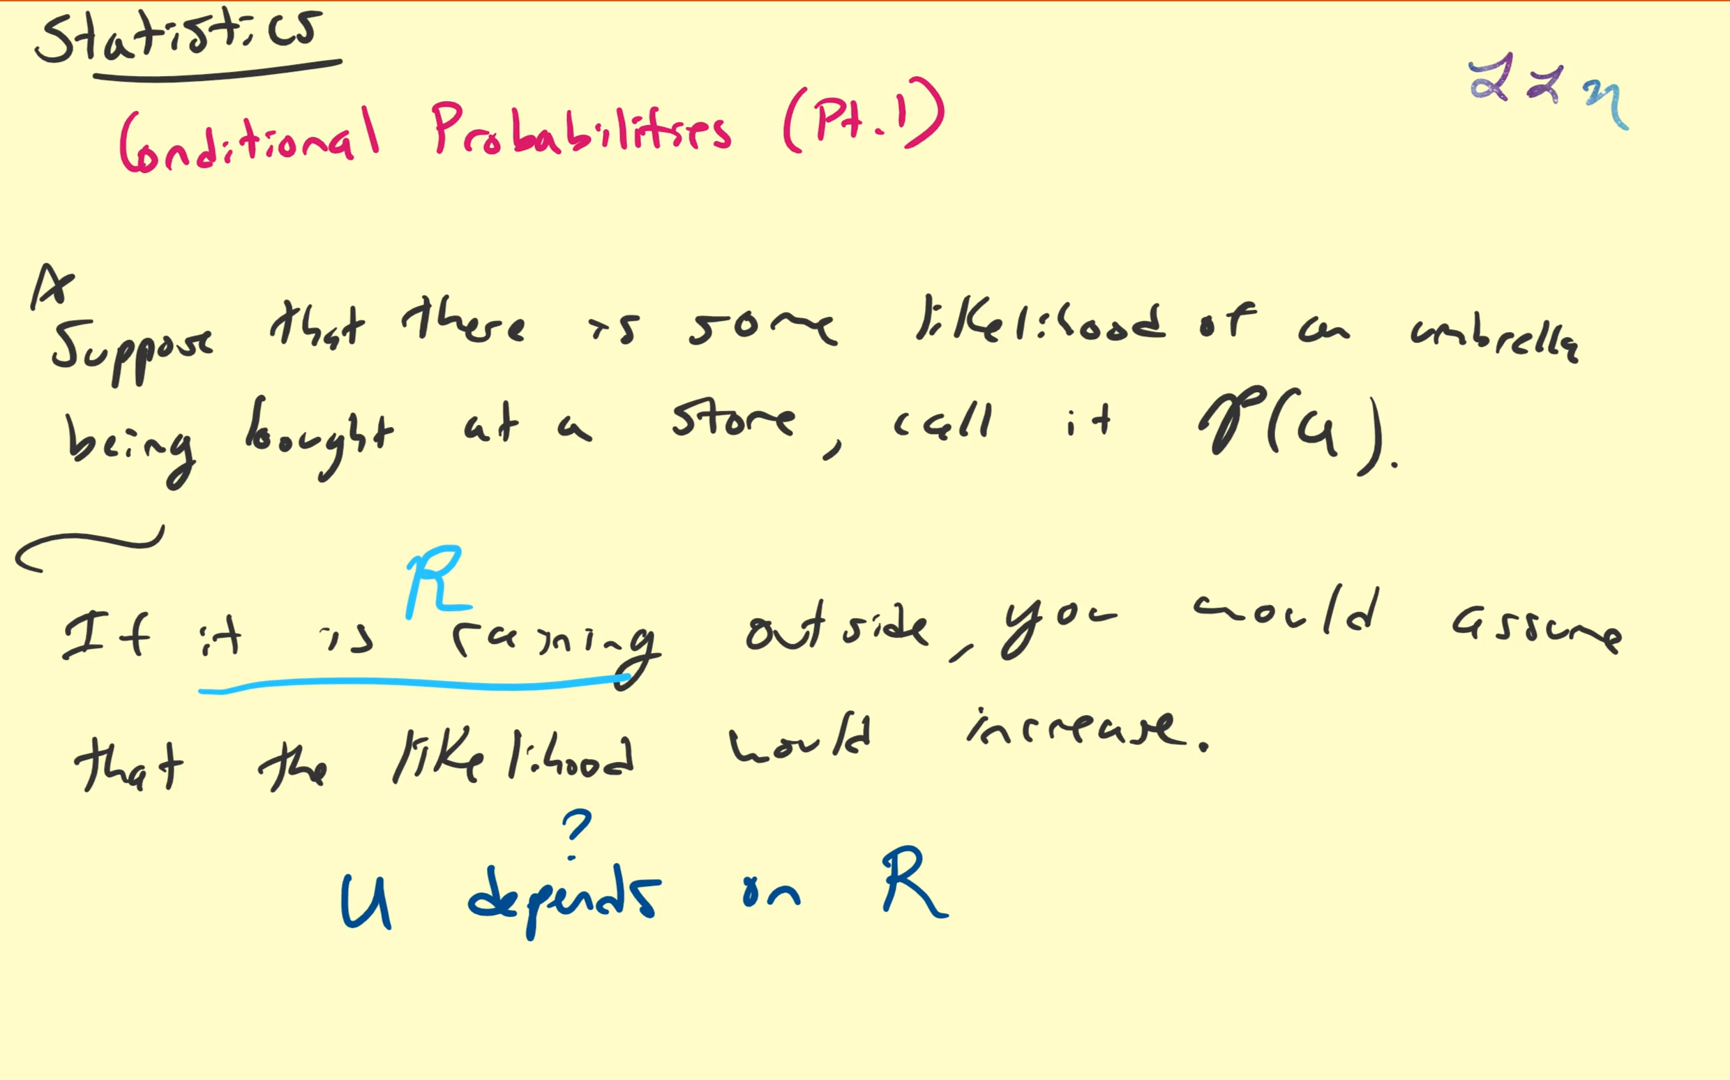 Statistics
Conditional Probabilities (Pt.1)
Suppose that there is some likelihood of an umbrella
being bought at a store, call it P(u).
R
If it is raining outside, you would assume
that the likelihood would increase.
?
U depends on R